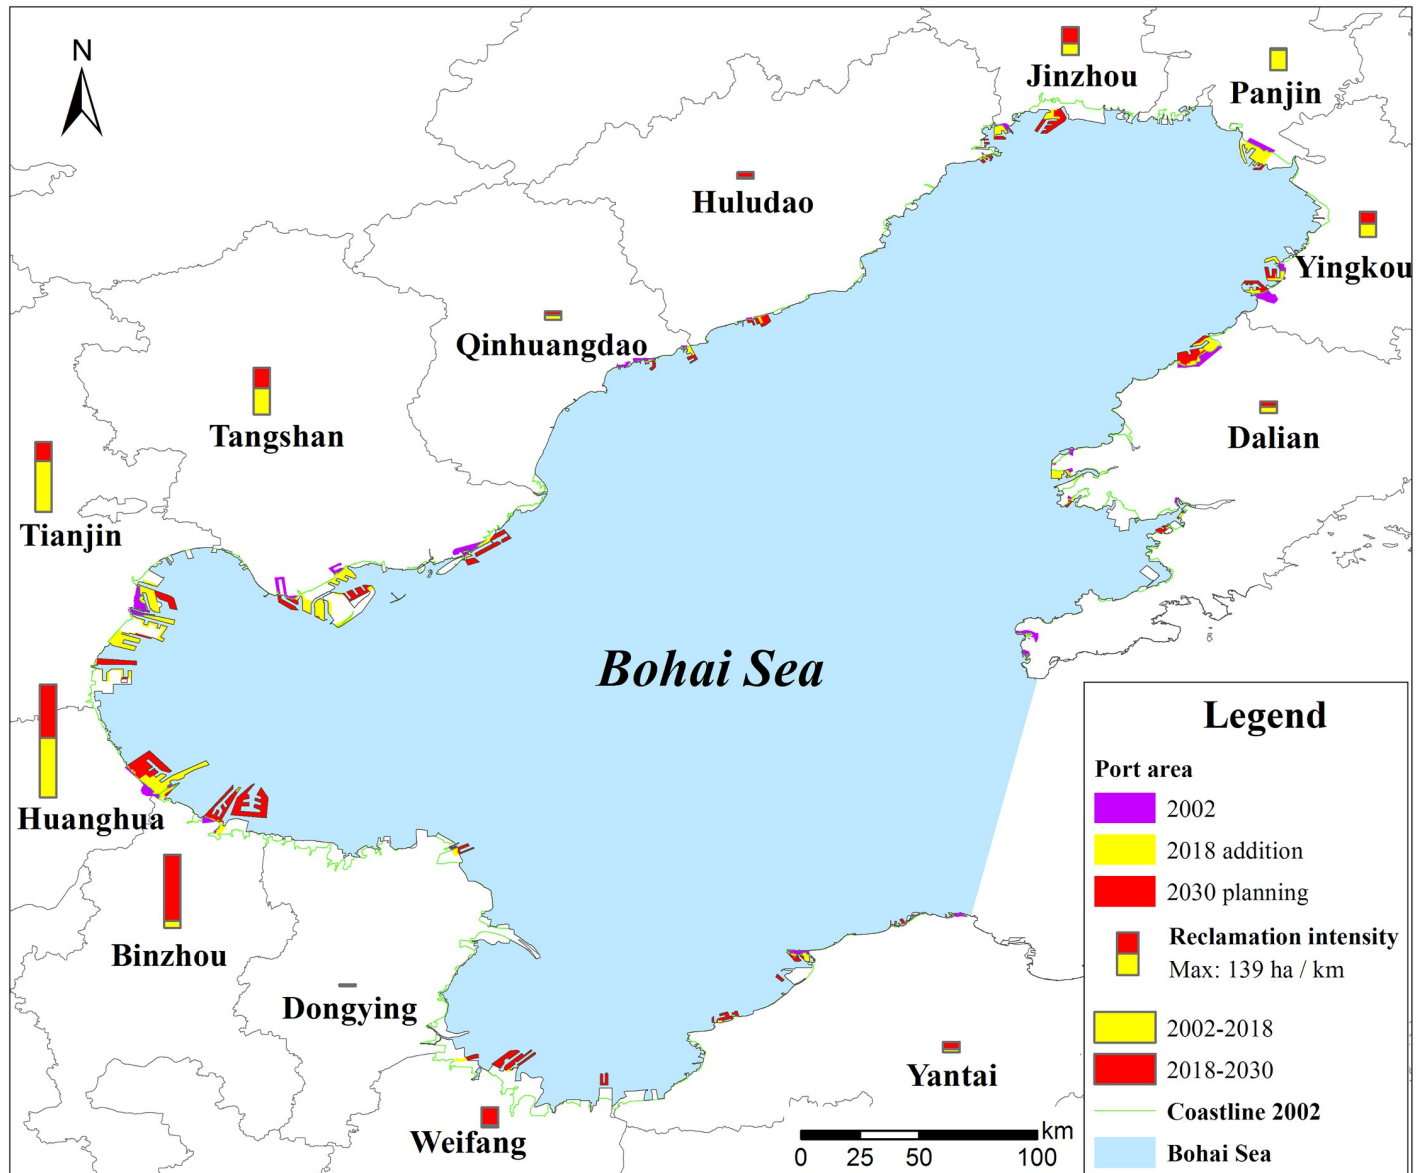 N
Jinzhou
Panjin
Huludao
Yingkou
Qinhuangdao
Tangshan
Dalian
Tianjin
Bohai Sea
Huanghua
Binzhou
Dongying
Yantai
Weifang
Legend
Port area
2002
2018 addition
2030 planning
Reclamation intensity
Max: 139 ha / km
2002-2018
2018-2030
Coastline 2002
Bohai Sea
km
0 25 50 100